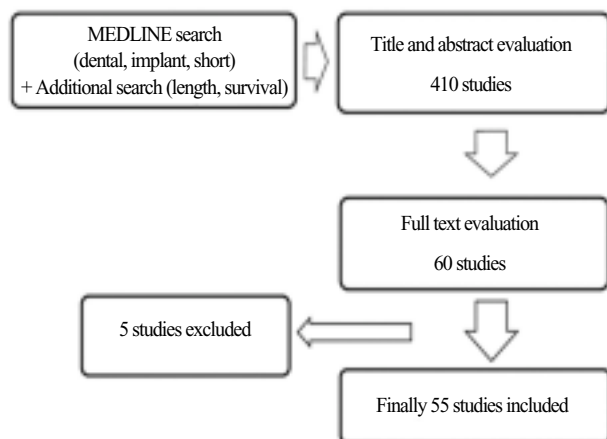 MEDLINE search
(dental, implant, short)
+ Additional search (length, survival)
Title and abstract evaluation
410 studies
Full text evaluation
60 studies
5 studies excluded
Finally 55 studies included